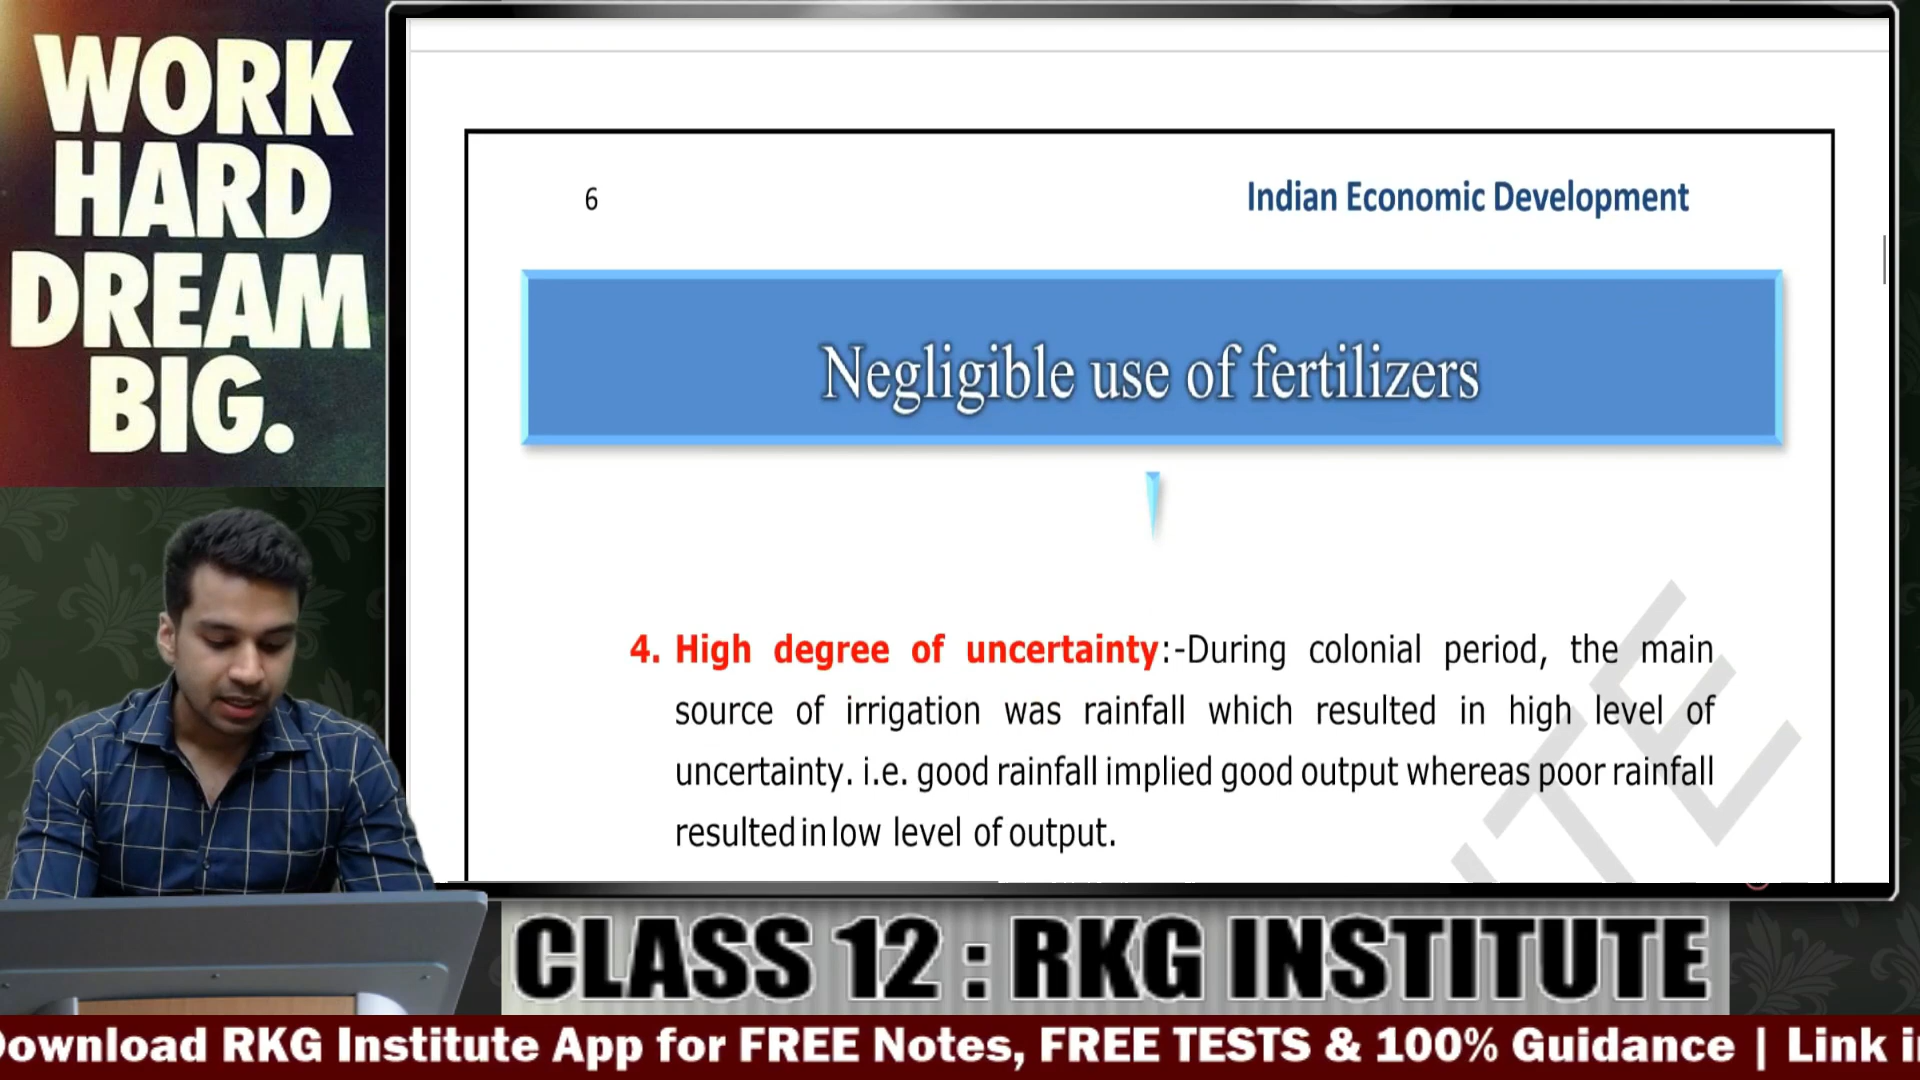 WORK
HARD
DREAM
BIG.
6
Indian Economic Development
Negligible use of fertilizers
4. High degree of uncertainty:-During colonial period, the main
source of irrigation was rainfall which resulted in high level of
uncertainty. i.e. good rainfall implied good output whereas poor rainfall
resulted in low level of output.
CLASS 12 : RKG INSTITUTE
RKG Institute App for FREE Notes, FREE TESTS & 100% Guidance | Link